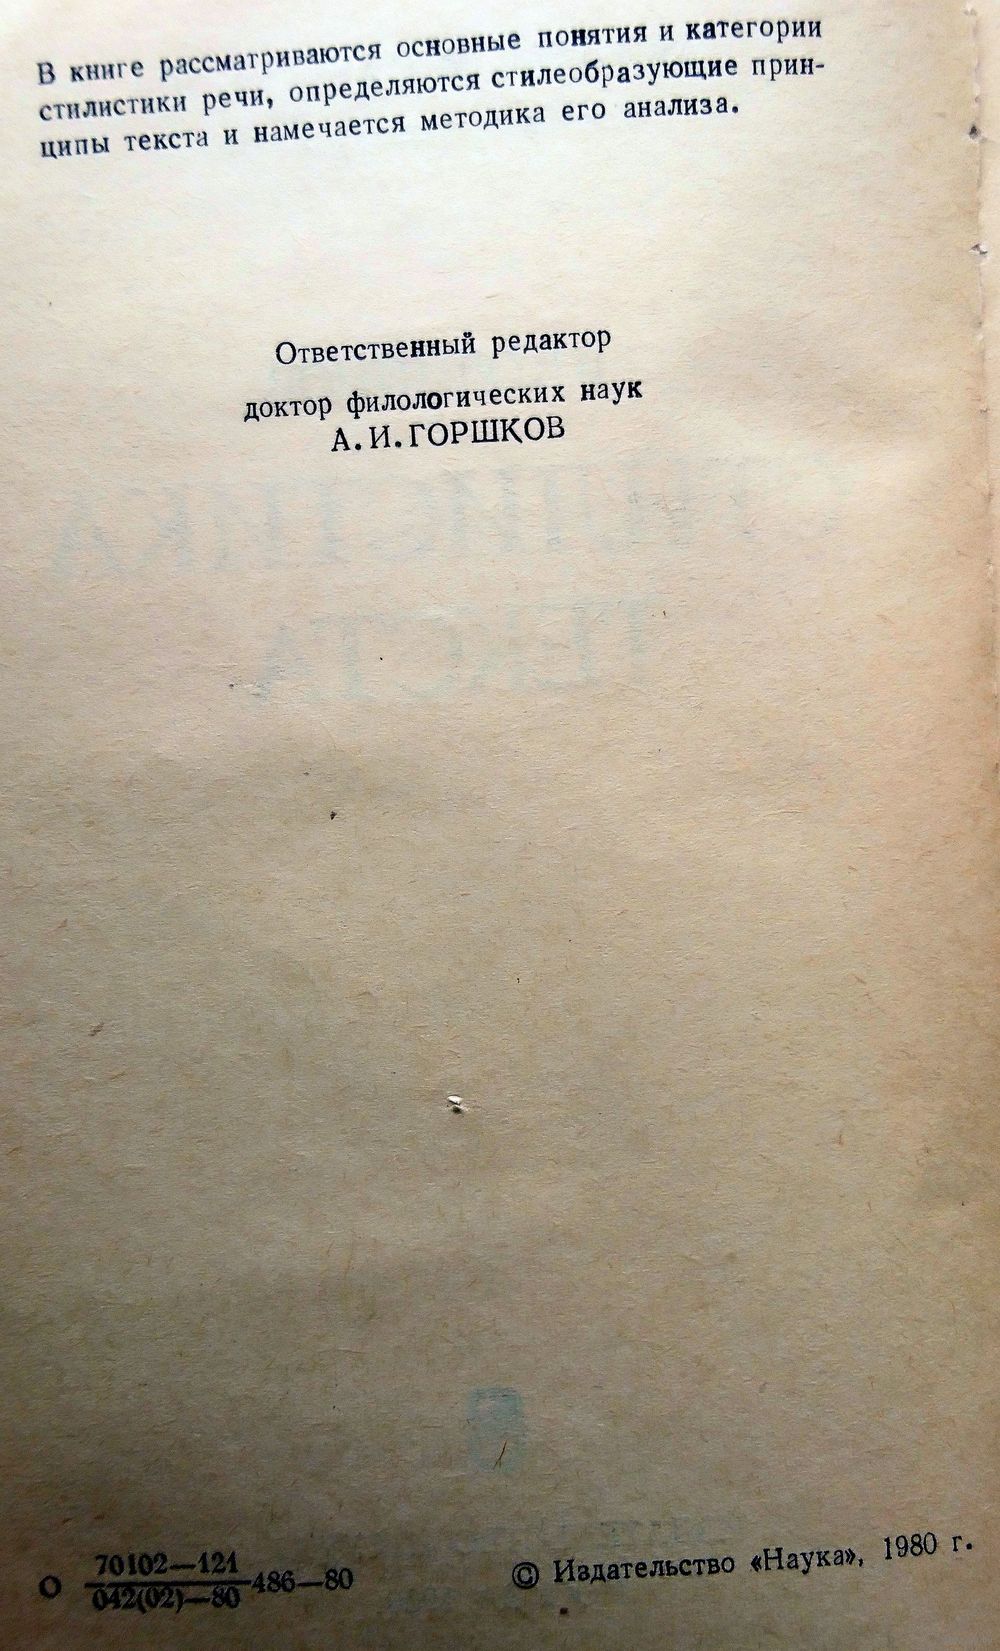 В книге рассматриваются основные понятия и категории
стилистики речи, определяются стилеобразующие прин-
ципы текста и намечается методика его анализа.
Ответственный редактор
доктор филологических наук
А. И. ГОРШКОВ
О 70102—121
042(02)—80 486—80
© Издательство «Наука», 1980 г.